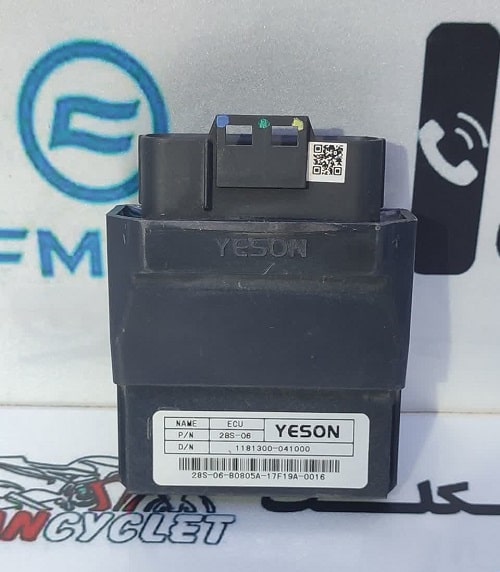 FM
YESON
NAME ECU YESON
P/N 28S-06
D/N 1181300-041000
28S-06-B0805A-17F19A-0016
CYCLET